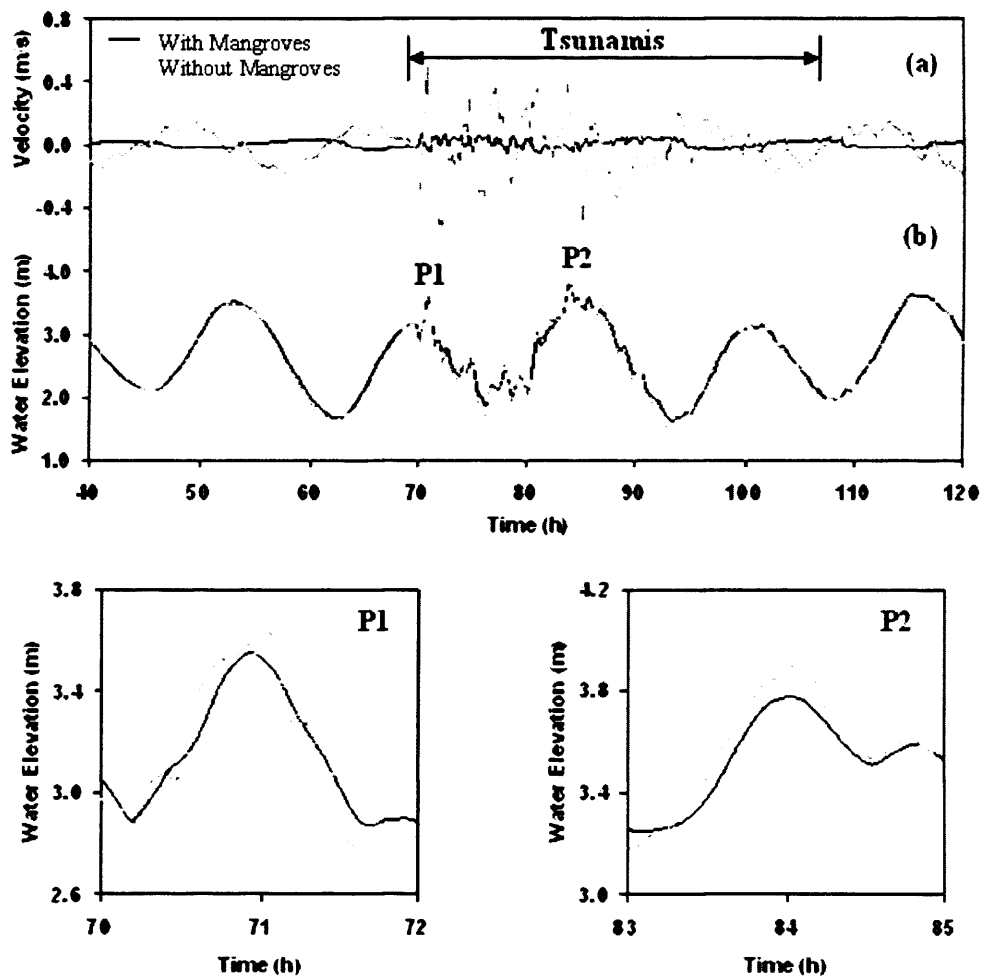 0.8
With Mangroves
Without Mangroves
Tsunamis
(a)
Velocity (m/s)
0.4
0.0
-0.4
(b)
Water Elevation (m)
4.0
P1
P2
3.0
2.0
1.0
40 50 60 70 80 90 100 110 120
Time (h)
3.8
P1
Water Elevation (m)
3.4
3.0
2.6
70 71 72
Time (h)
4.2
P2
Water Elevation (m)
3.8
3.4
3.0
83 84 85
Time (h)